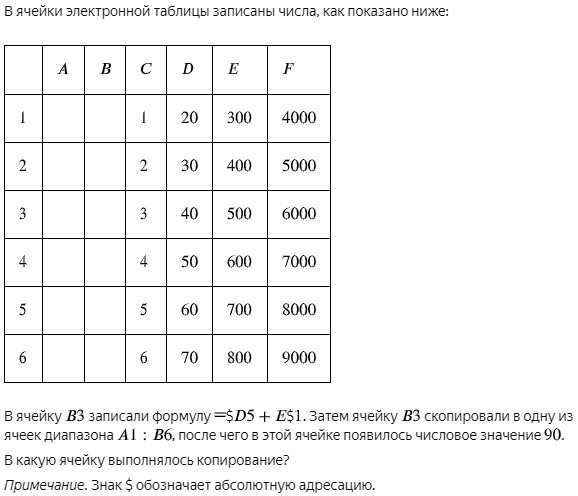 В ячейки электронной таблицы записаны числа, как показано ниже:
A B C D E F
1 1 20 300 4000
2 2 30 400 5000
3 3 40 500 6000
4 4 50 600 7000
5 5 60 700 8000
6 6 70 800 9000
В ячейку B3 записали формулу =$D5 + E$1. Затем ячейку B3 скопировали в одну из
ячеек диапазона A1 : B6, после чего в этой ячейке появилось числовое значение 90.
В какую ячейку выполнялось копирование?
Примечание. Знак $ обозначает абсолютную адресацию.